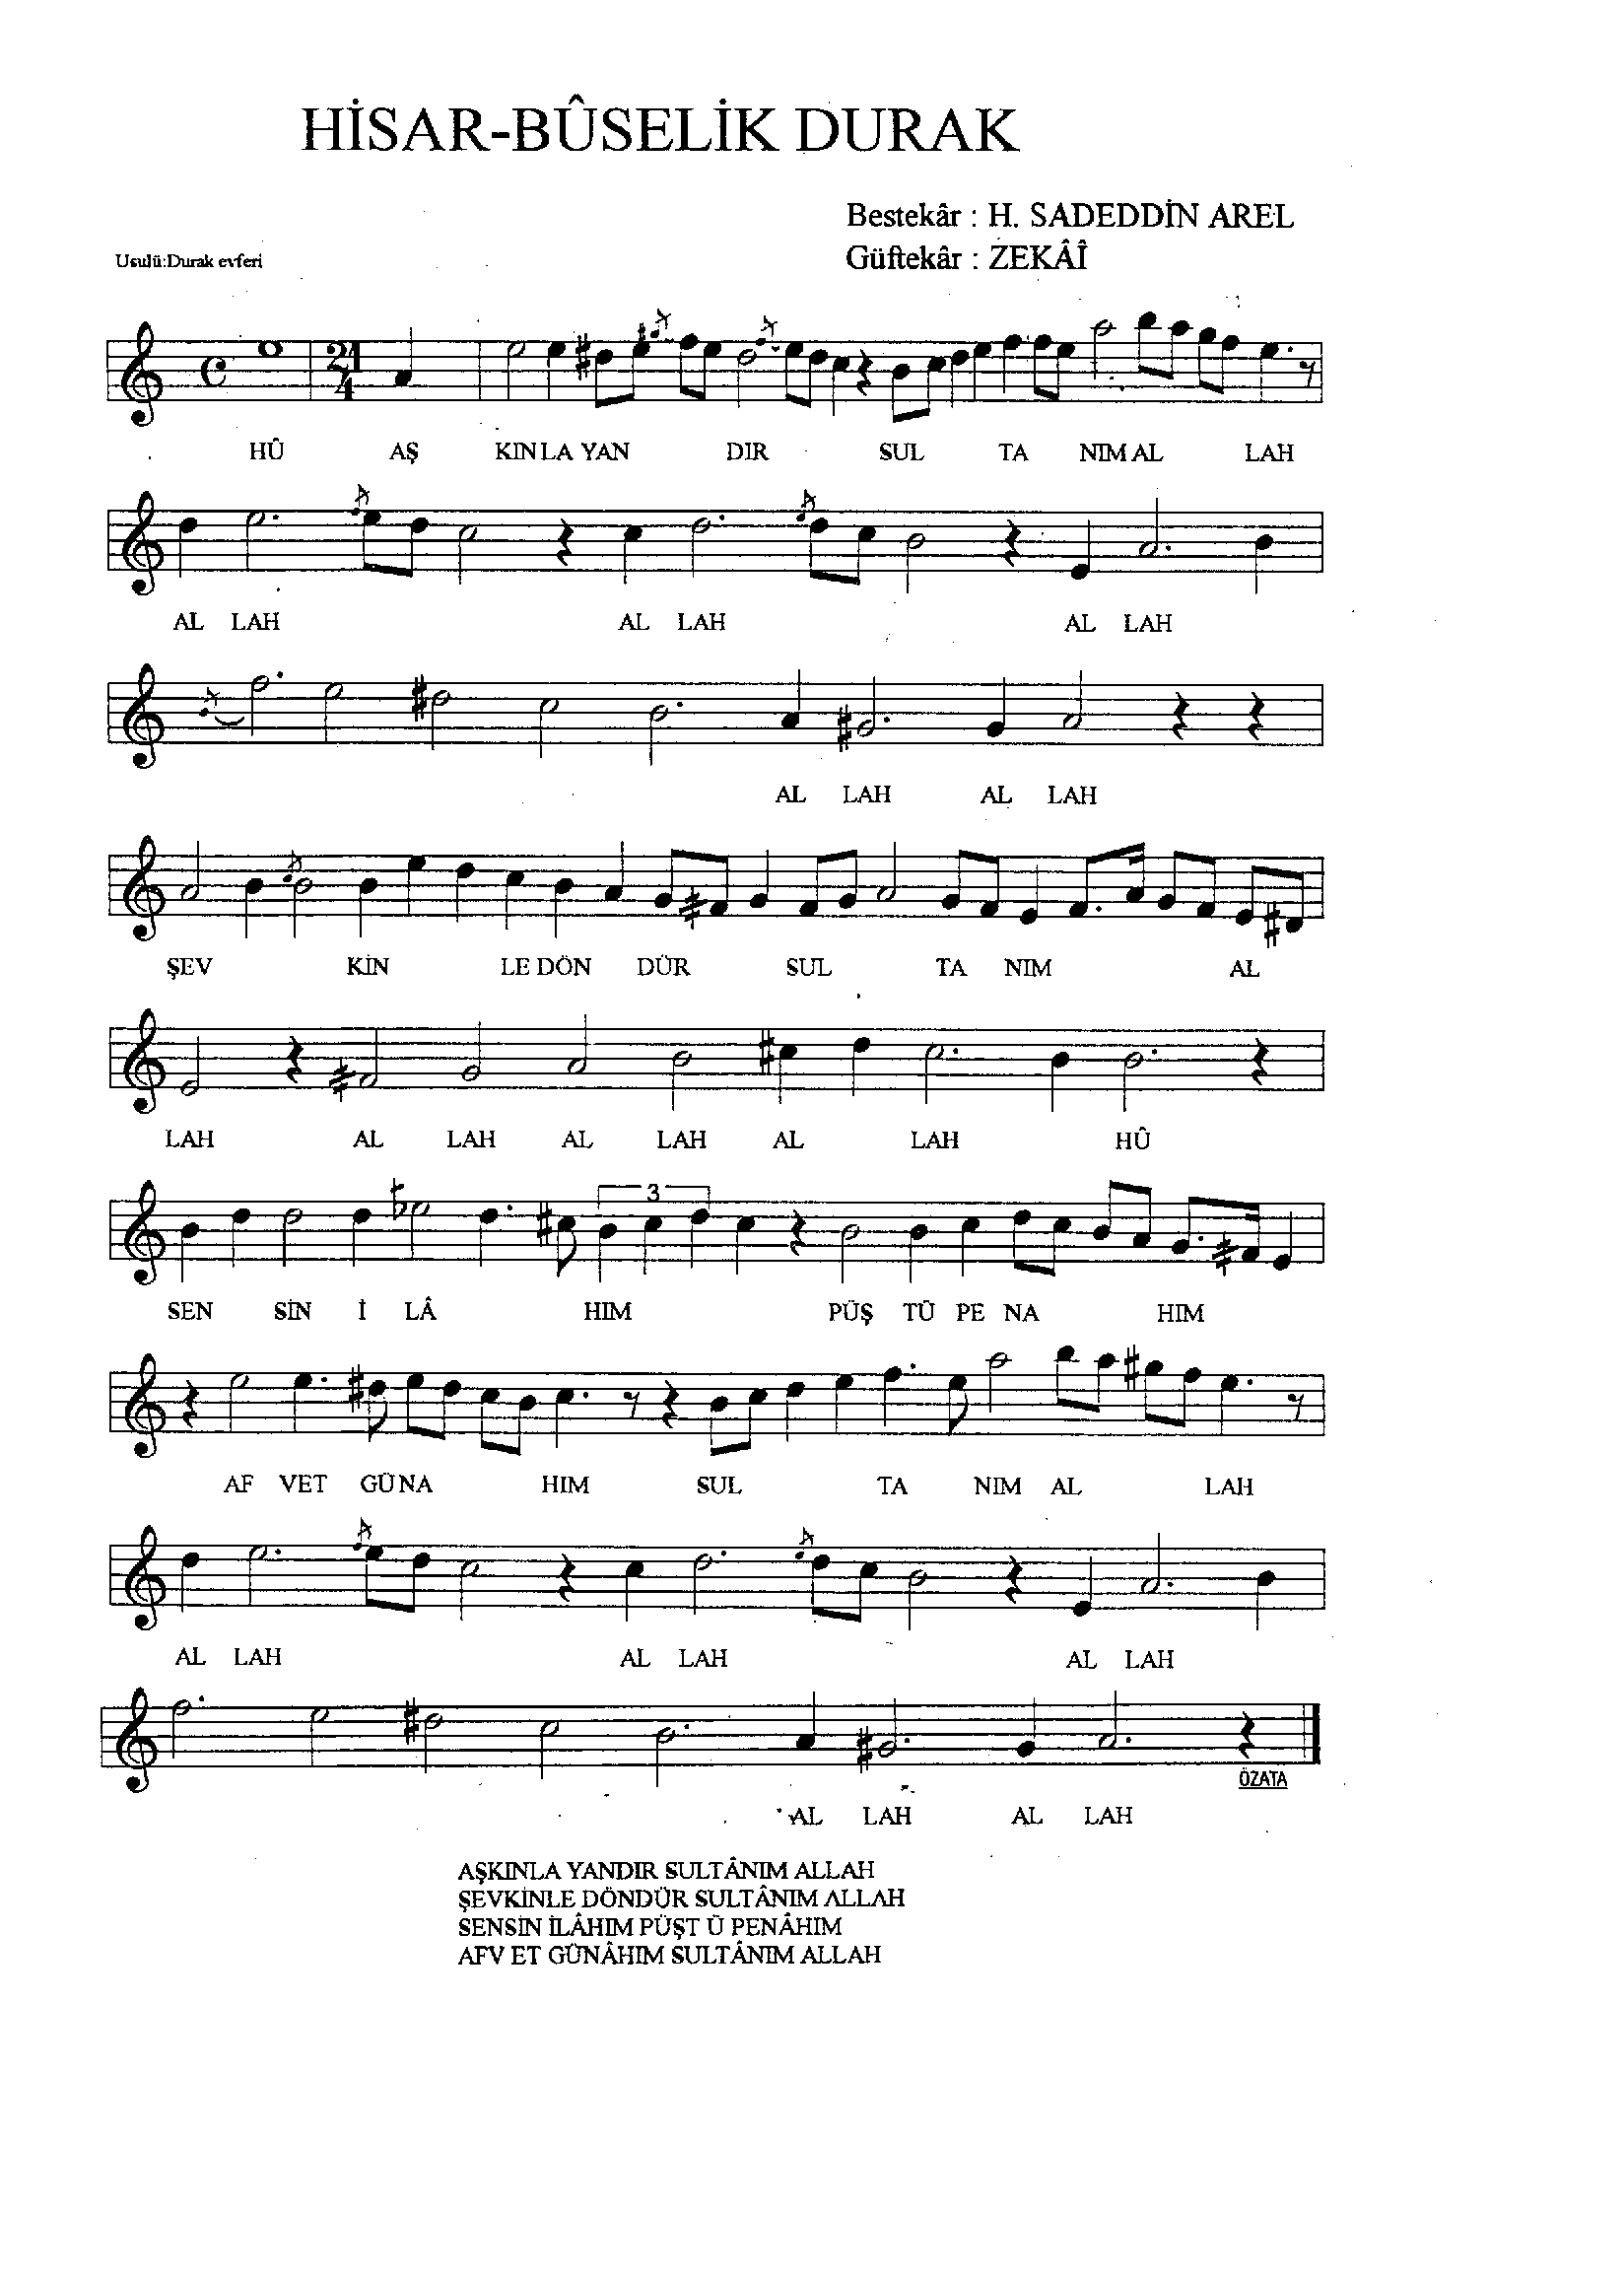 HİSAR-BÛSELİK DURAK
Bestekâr : H. SADEDDİN AREL
Usulü:Durak evferi
Güftekâr : ZEKÂÎ
21
4
HÛ AŞ KIN LA YAN DIR SUL TA NIM AL LAH
AL LAH AL LAH AL LAH
AL LAH AL LAH
ŞEV KİN LE DÖN DÜR SUL TA NIM AL
LAH AL LAH AL LAH AL LAH HÛ
3
SEN SİN İ LÂ HIM PÜŞ TÜ PE NA HIM
AF VET GÜ NA HIM SUL TA NIM AL LAH
AL LAH AL LAH AL LAH
ÖZATA
AL LAH AL LAH
AŞKINLA YANDIR SULTÂNIM ALLAH
ŞEVKİNLE DÖNDÜR SULTÂNIM ALLAH
SENSİN İLÂHIM PÜŞT Ü PENÂHIM
AFV ET GÜNÂHIM SULTÂNIM ALLAH